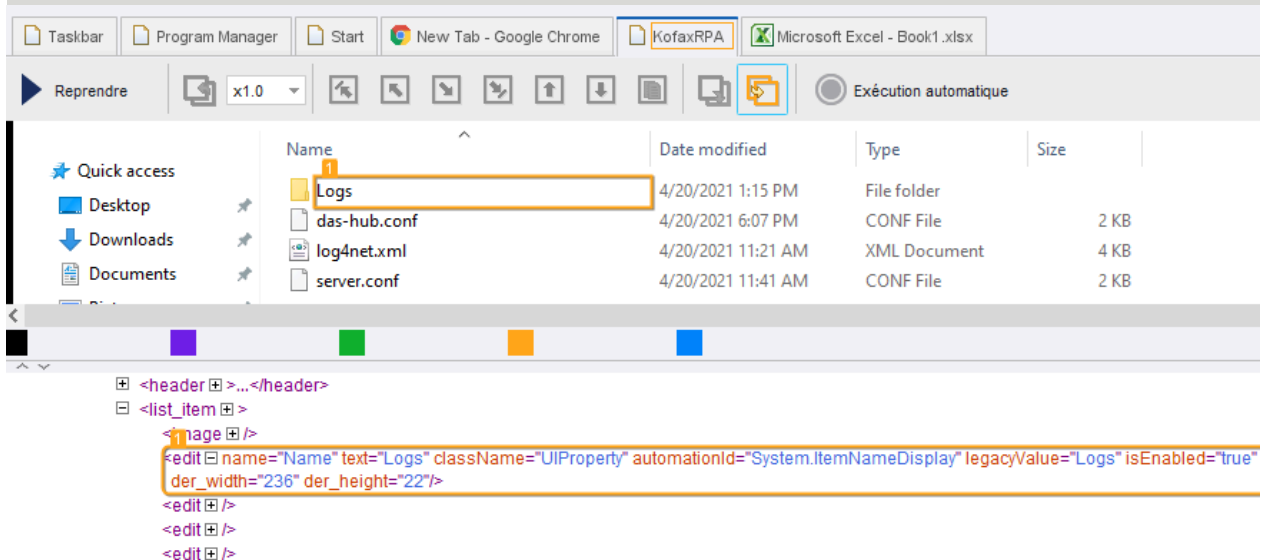 Taskbar Program Manager Start New Tab - Google Chrome KofaxRPA Microsoft Excel - Book1.xlsx
Reprendre x1.0 Exécution automatique
Name Date modified Type Size
Quick access
1
Logs 4/20/2021 1:15 PM File folder
Desktop
das-hub.conf 4/20/2021 6:07 PM CONF File 2 KB
Downloads
log4net.xml 4/20/2021 11:21 AM XML Document 4 KB
Documents
server.conf 4/20/2021 11:41 AM CONF File 2 KB
<header >...</header>
<list_item >
1
<image />
<edit name="Name" text="Logs" className="UIProperty" automationId="System.ItemNameDisplay" legacyValue="Logs" isEnabled="true"
der_width="236" der_height="22"/>
<edit />
<edit />
<edit />